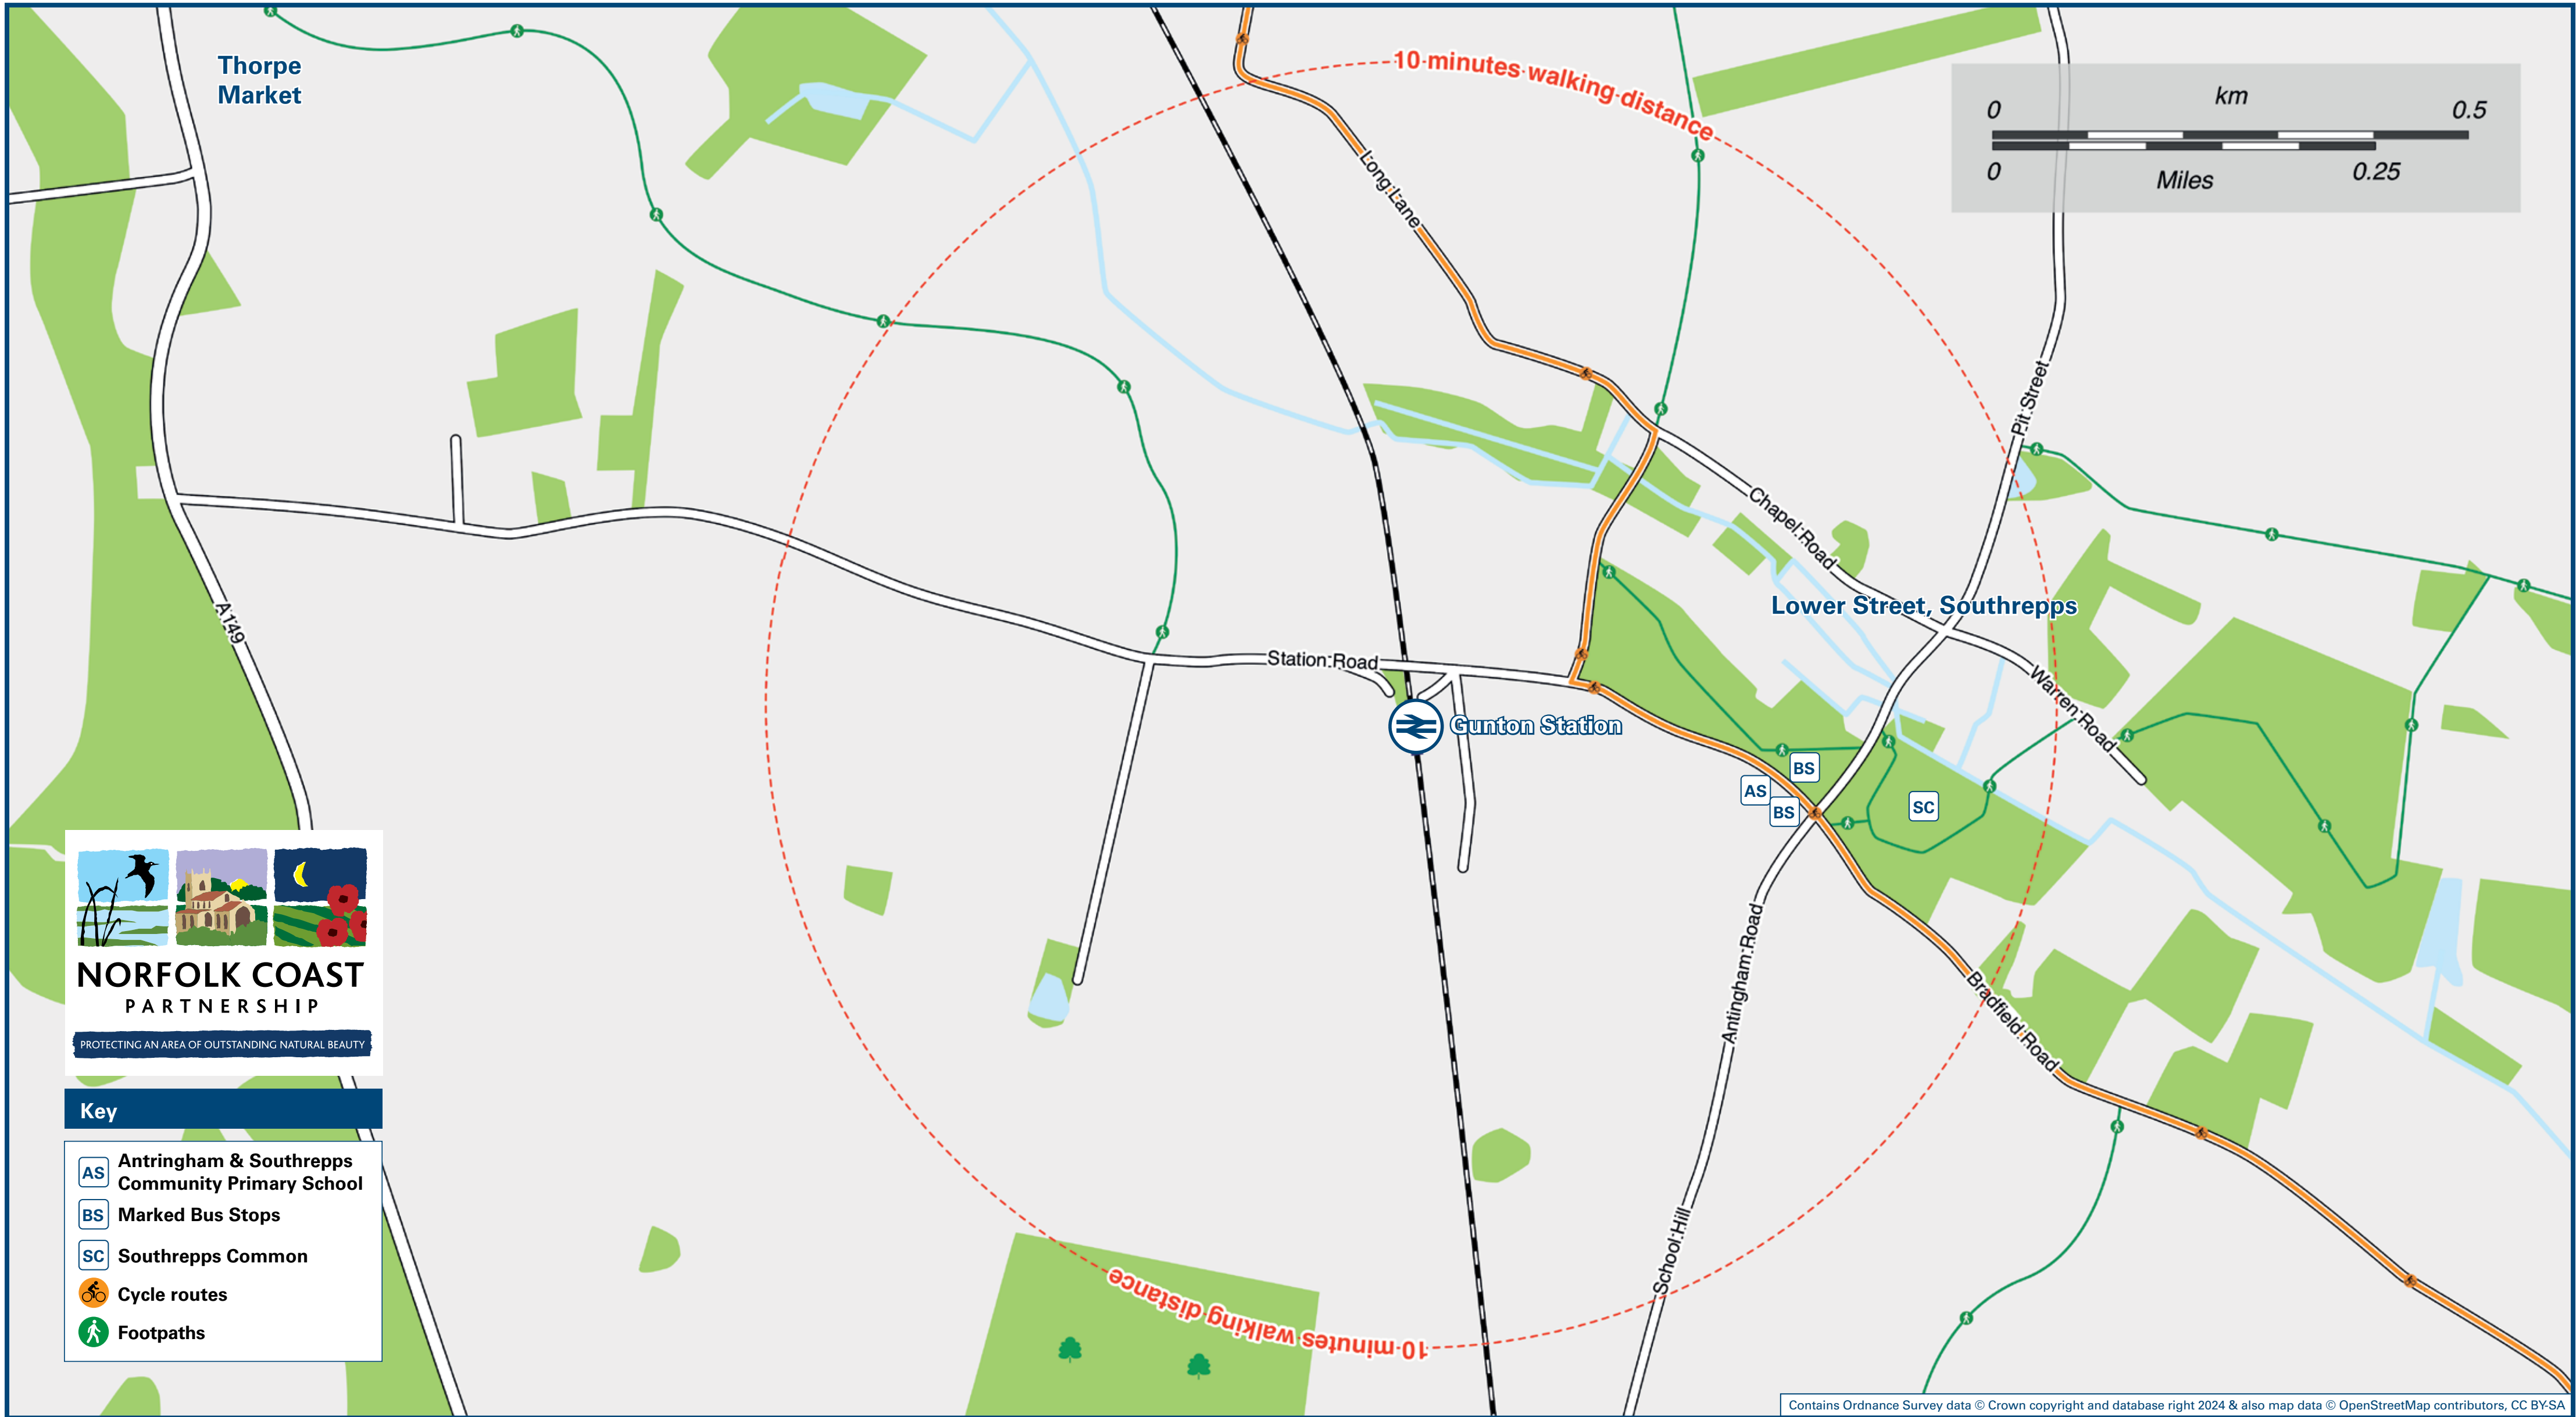 Thorpe
Market
10 minutes walking distance
km
0
0.5
0
0.25
Miles
Long Lane
Pit Street
Chapel Road
A149
Lower Street, Southrepps
Station Road
Warren Road
Gunton Station
BS
AS
BS
SC
Antingham Road
Bradfield Road
School Hill
10 minutes walking distance
NORFOLK COAST
PARTNERSHIP
PROTECTING AN AREA OF OUTSTANDING NATURAL BEAUTY
Key
AS
Antringham & Southrepps
Community Primary School
BS Marked Bus Stops
SC Southrepps Common
Cycle routes
Footpaths
Contains Ordnance Survey data © Crown copyright and database right 2024 & also map data © OpenStreetMap contributors, CC BY-SA